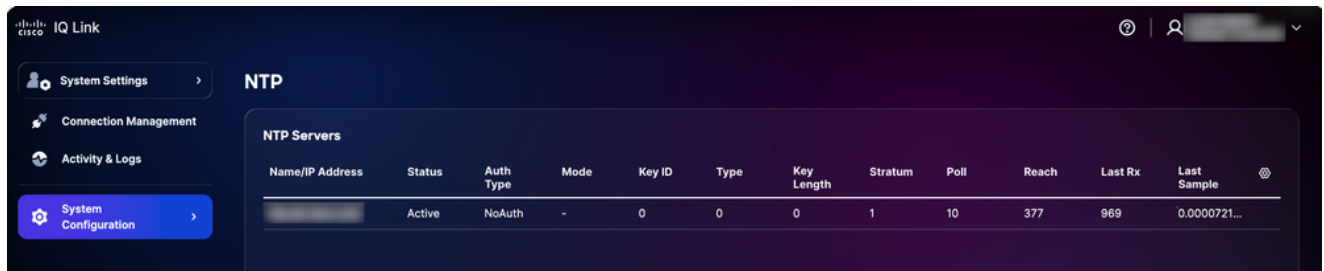 CISCO IQ Link
System Settings
NTP
Connection Management
NTP Servers
Activity & Logs
Name/IP Address Status Auth Type Mode Key ID Type Key Length Stratum Poll Reach Last Rx Last Sample
System Configuration
Active NoAuth - 0 0 0 1 10 377 969 0.0000721...